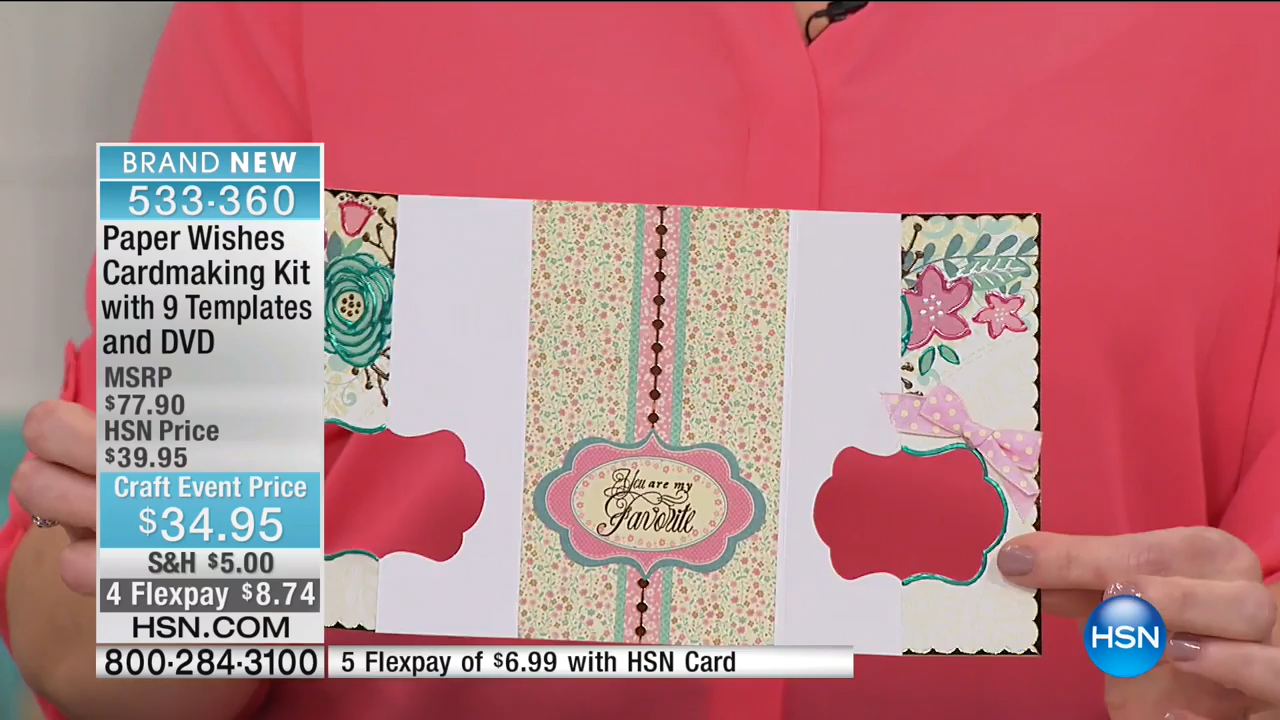 BRAND NEW
533-360
Paper Wishes
Cardmaking Kit
with 9 Templates
and DVD
MSRP
$77.90
HSN Price
$39.95
Craft Event Price
$34.95
S&H $5.00
4 Flexpay $8.74
HSN.COM
800-284-3100
5 Flexpay of $6.99 with HSN Card
You are my
Favorite
HSN